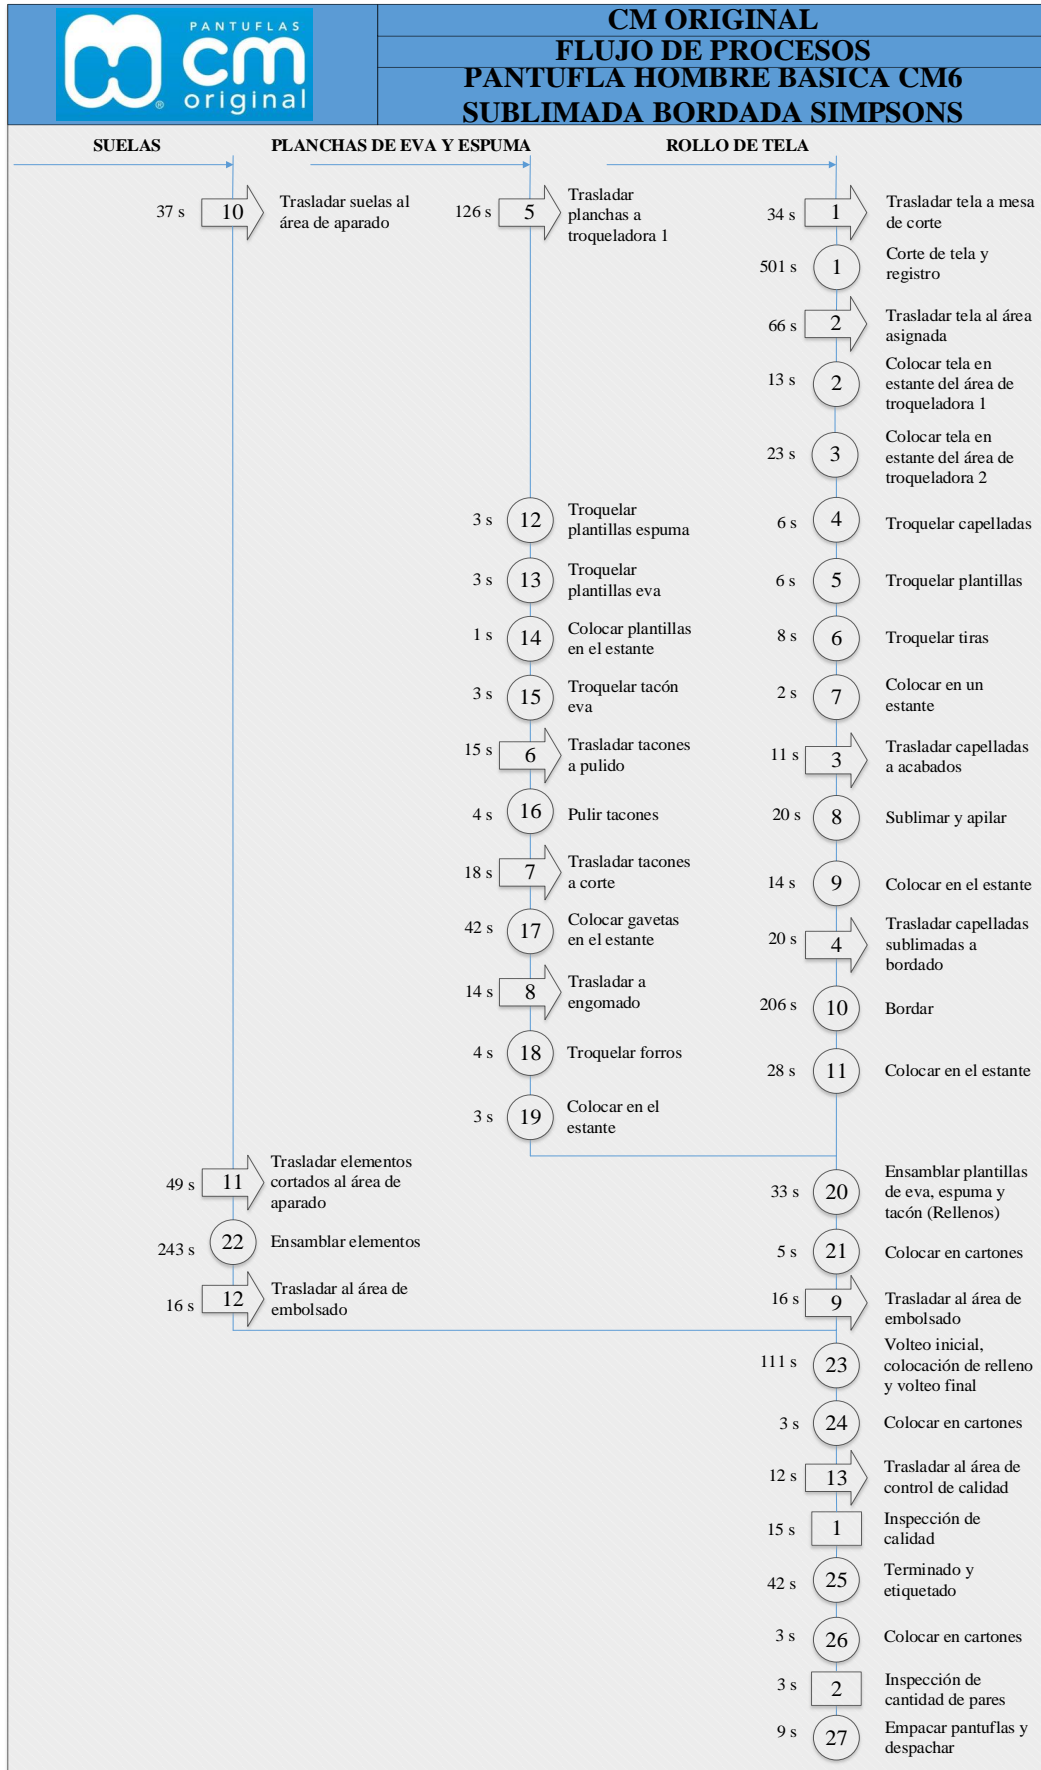 PANTUFLAS
cm
original
®
CM ORIGINAL
FLUJO DE PROCESOS
PANTUFLA HOMBRE BASICA CM6
SUBLIMADA BORDADA SIMPSONS
SUELAS
PLANCHAS DE EVA Y ESPUMA
ROLLO DE TELA
37 s
10
Trasladar suelas al
área de aparado
126 s
5
Trasladar
planchas a
troqueladora 1
34 s
1
Trasladar tela a mesa
de corte
501 s
1
Corte de tela y
registro
66 s
2
Trasladar tela al área
asignada
13 s
2
Colocar tela en
estante del área de
troqueladora 1
23 s
3
Colocar tela en
estante del área de
troqueladora 2
3 s
12
Troquelar
plantillas espuma
6 s
4
Troquelar capelladas
3 s
13
Troquelar
plantillas eva
6 s
5
Troquelar plantillas
1 s
14
Colocar plantillas
en el estante
8 s
6
Troquelar tiras
3 s
15
Troquelar tacón
eva
2 s
7
Colocar en un
estante
15 s
6
Trasladar tacones
a pulido
11 s
3
Trasladar capelladas
a acabados
4 s
16
Pulir tacones
20 s
8
Sublimar y apilar
18 s
7
Trasladar tacones
a corte
14 s
9
Colocar en el estante
42 s
17
Colocar gavetas
en el estante
20 s
4
Trasladar capelladas
sublimadas a
bordado
14 s
8
Trasladar a
engomado
206 s
10
Bordar
4 s
18
Troquelar forros
28 s
11
Colocar en el estante
3 s
19
Colocar en el
estante
49 s
11
Trasladar elementos
cortados al área de
aparado
33 s
20
Ensamblar plantillas
de eva, espuma y
tacón (Rellenos)
243 s
22
Ensamblar elementos
5 s
21
Colocar en cartones
16 s
12
Trasladar al área de
embolsado
16 s
9
Trasladar al área de
embolsado
111 s
23
Volteo inicial,
colocación de relleno
y volteo final
3 s
24
Colocar en cartones
12 s
13
Trasladar al área de
control de calidad
15 s
1
Inspección de
calidad
42 s
25
Terminado y
etiquetado
3 s
26
Colocar en cartones
3 s
2
Inspección de
cantidad de pares
9 s
27
Empacar pantuflas y
despachar